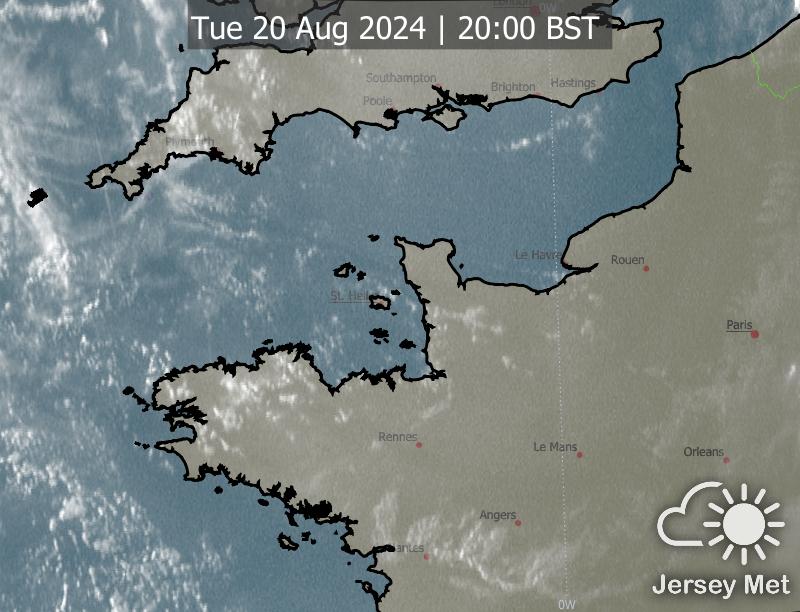 London
0W
Tue 20 Aug 2024 | 20:00 BST
Southampton
Brighton
Hastings
Poole
Plymouth
Le Havre
Rouen
St. Helier
Paris
Rennes
Le Mans
Orleans
Angers
Nantes
0W
Jersey Met